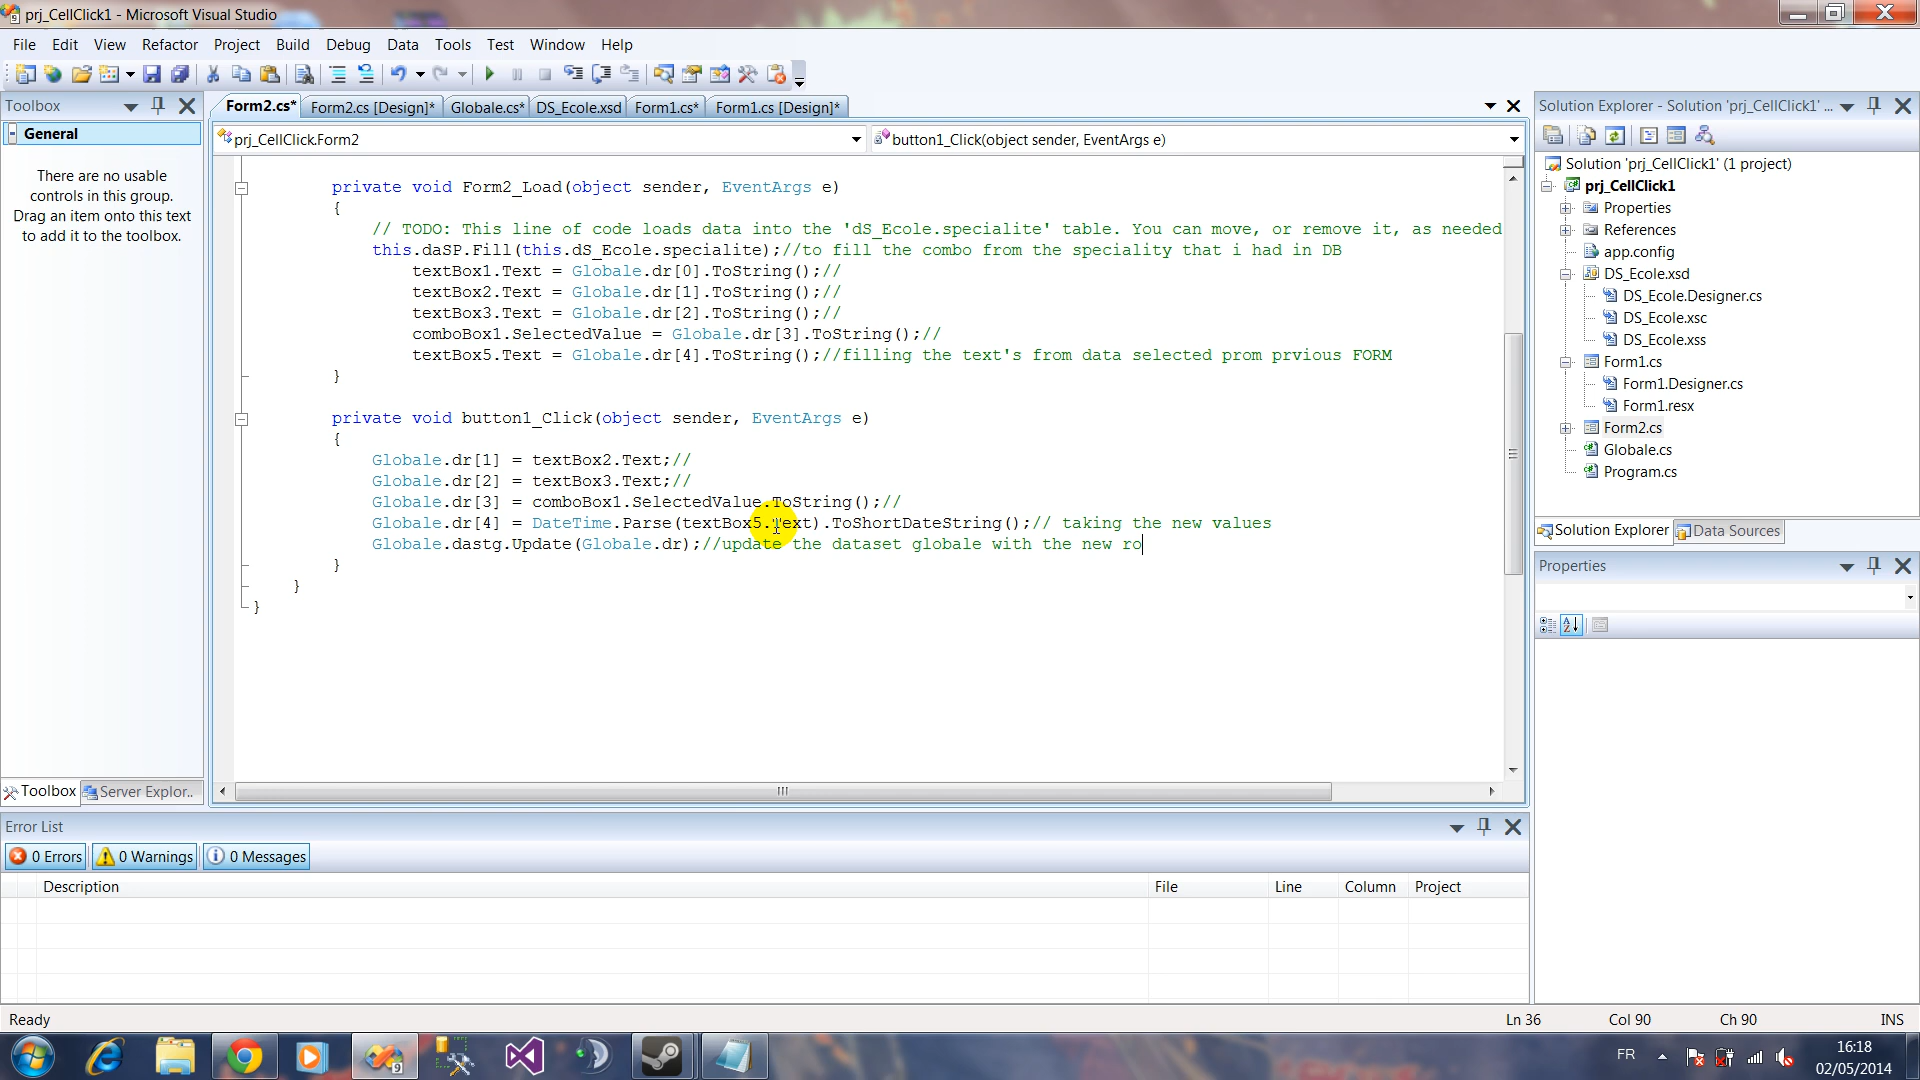 prj_CellClick1 - Microsoft Visual Studio
File Edit View Refactor Project Build Debug Data Tools Test Window Help
Toolbox
General
There are no usable
controls in this group.
Drag an item onto this text
to add it to the toolbox.
Toolbox Server Explor..
Form2.cs* Form2.cs [Design]* Globale.cs* DS_Ecole.xsd Form1.cs* Form1.cs [Design]*
prj_CellClick.Form2 button1_Click(object sender, EventArgs e)
private void Form2_Load(object sender, EventArgs e)
{
// TODO: This line of code loads data into the 'dS_Ecole.specialite' table. You can move, or remove it, as needed
this.daSP.Fill(this.dS_Ecole.specialite);//to fill the combo from the speciality that i had in DB
textBox1.Text = Globale.dr[0].ToString();//
textBox2.Text = Globale.dr[1].ToString();//
textBox3.Text = Globale.dr[2].ToString();//
comboBox1.SelectedValue = Globale.dr[3].ToString();//
textBox5.Text = Globale.dr[4].ToString();//filling the text's from data selected prom prvious FORM
}
private void button1_Click(object sender, EventArgs e)
{
Globale.dr[1] = textBox2.Text;//
Globale.dr[2] = textBox3.Text;//
Globale.dr[3] = comboBox1.SelectedValue.ToString();//
Globale.dr[4] = DateTime.Parse(textBox5.Text).ToShortDateString();// taking the new values
Globale.dastg.Update(Globale.dr);//update the dataset globale with the new ro
}
}
}
Solution Explorer - Solution 'prj_CellClick1' ...
Solution 'prj_CellClick1' (1 project)
prj_CellClick1
Properties
References
app.config
DS_Ecole.xsd
DS_Ecole.Designer.cs
DS_Ecole.xsc
DS_Ecole.xss
Form1.cs
Form1.Designer.cs
Form1.resx
Form2.cs
Globale.cs
Program.cs
Solution Explorer Data Sources
Properties
Error List
0 Errors 0 Warnings 0 Messages
Description File Line Column Project
Ready Ln 36 Col 90 Ch 90 INS
FR 16:18
02/05/2014